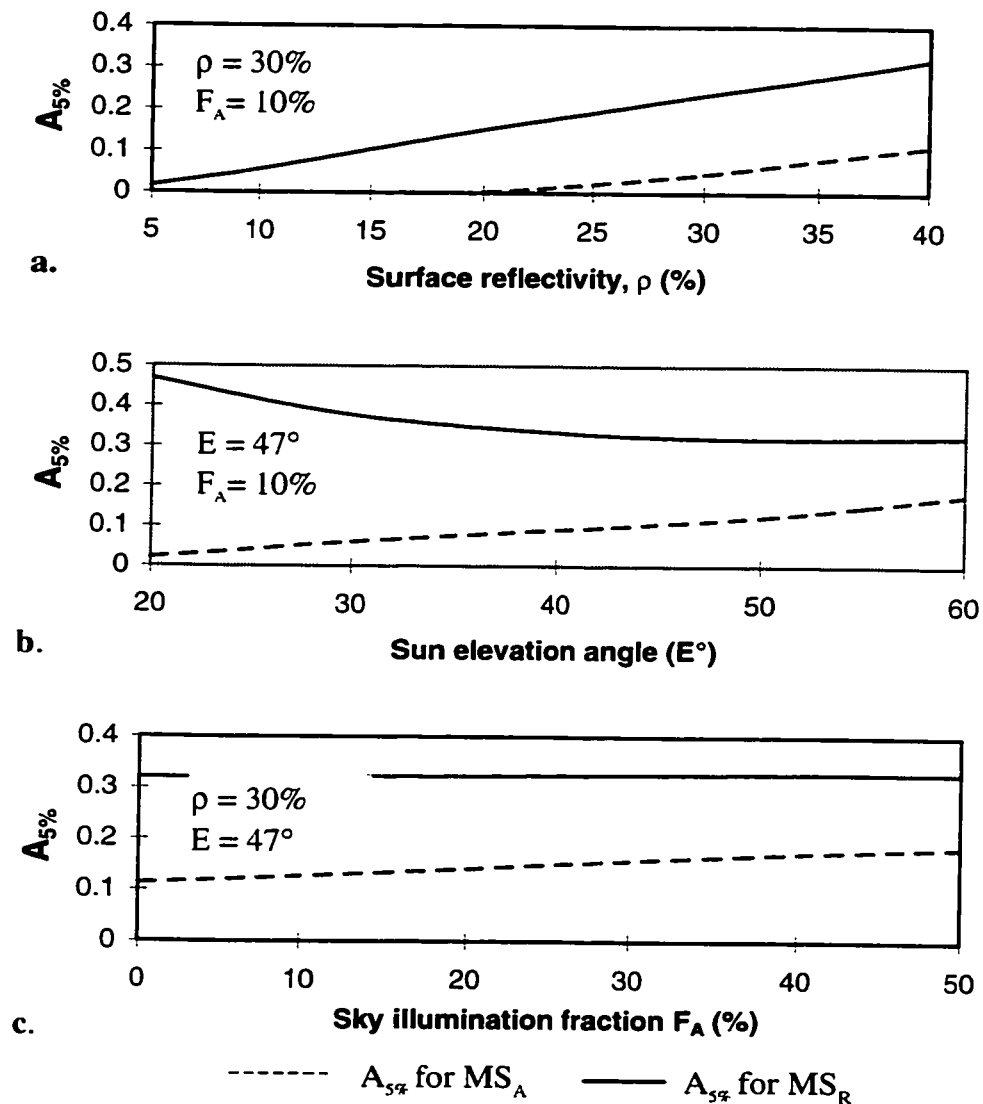 0.4
0.3
0.2
0.1
0
A5%
ρ = 30%
FA= 10%
5 10 15 20 25 30 35 40
a.
Surface reflectivity, ρ (%)
0.5
0.4
0.3
0.2
0.1
0
A5%
E = 47°
FA= 10%
20 30 40 50 60
b.
Sun elevation angle (E°)
0.4
0.3
0.2
0.1
0
A5%
ρ = 30%
E = 47°
0 10 20 30 40 50
c.
Sky illumination fraction FA (%)
A5% for MSA A5% for MSR